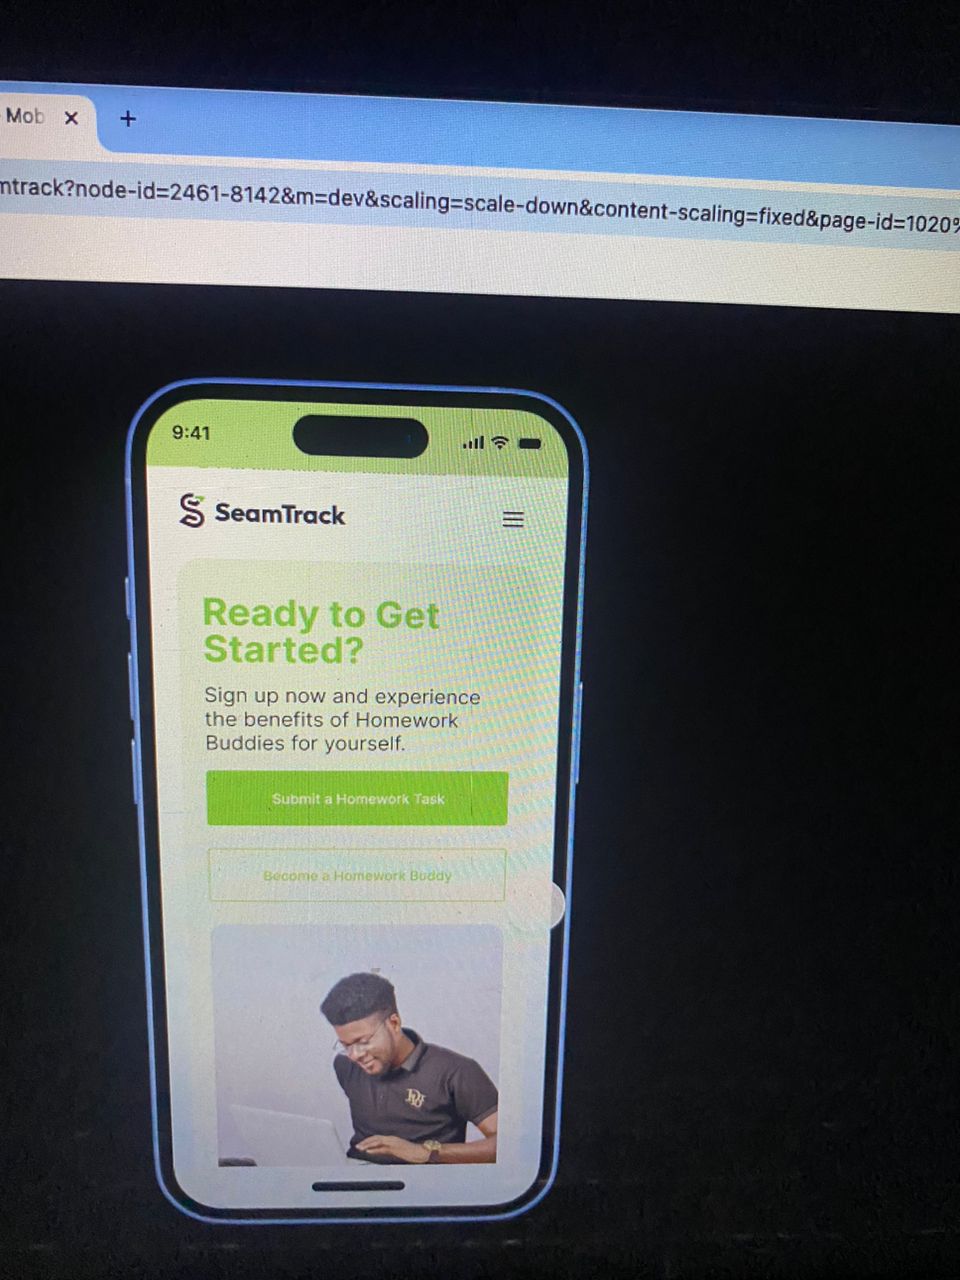 Mob
mtrack?node-id=2461-8142&m=dev&scaling=scale-down&content-scaling=fixed&page-id=1020%
9:41
SeamTrack
Ready to Get
Started?
Sign up now and experience
the benefits of Homework
Buddies for yourself.
Submit a Homework Task
Become a Homework Buddy